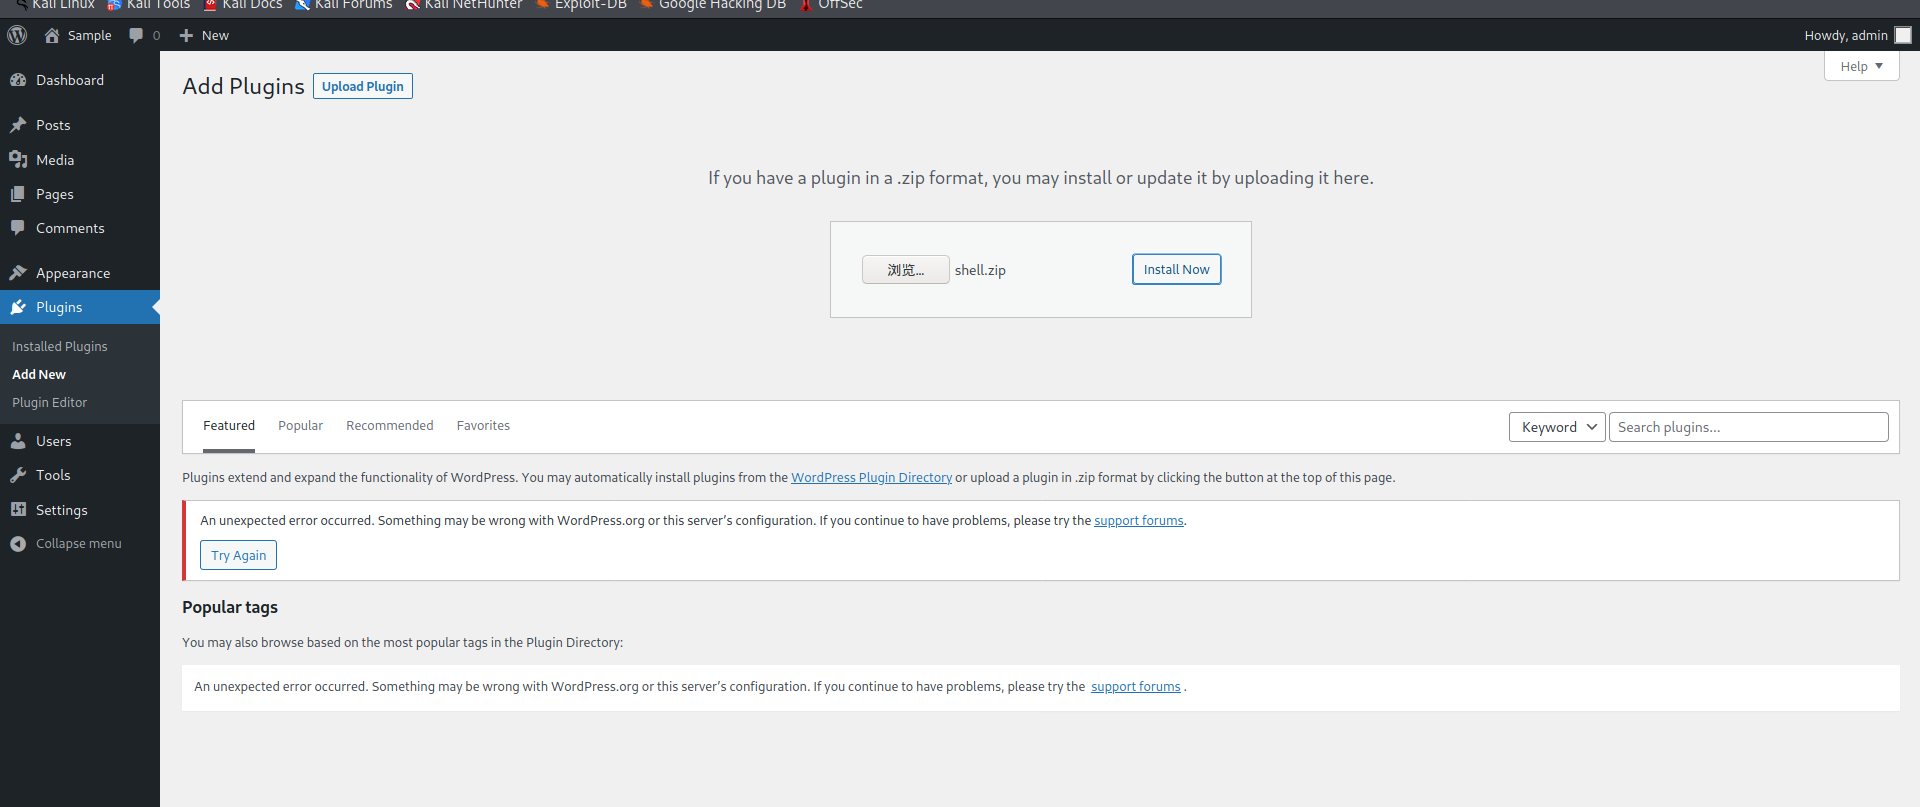 Kali Linux Kali Tools Kali Docs Kali Forums Kali NetHunter Exploit-DB Google Hacking DB OffSec
Sample 0 New Howdy, admin
Help
Dashboard
Posts
Media
Pages
Comments
Appearance
Plugins
Installed Plugins
Add New
Plugin Editor
Users
Tools
Settings
Collapse menu
Add Plugins Upload Plugin
If you have a plugin in a .zip format, you may install or update it by uploading it here.
浏览... shell.zip Install Now
Featured Popular Recommended Favorites Keyword Search plugins...
Plugins extend and expand the functionality of WordPress. You may automatically install plugins from the WordPress Plugin Directory or upload a plugin in .zip format by clicking the button at the top of this page.
An unexpected error occurred. Something may be wrong with WordPress.org or this server’s configuration. If you continue to have problems, please try the support forums.
Try Again
Popular tags
You may also browse based on the most popular tags in the Plugin Directory:
An unexpected error occurred. Something may be wrong with WordPress.org or this server’s configuration. If you continue to have problems, please try the support forums .